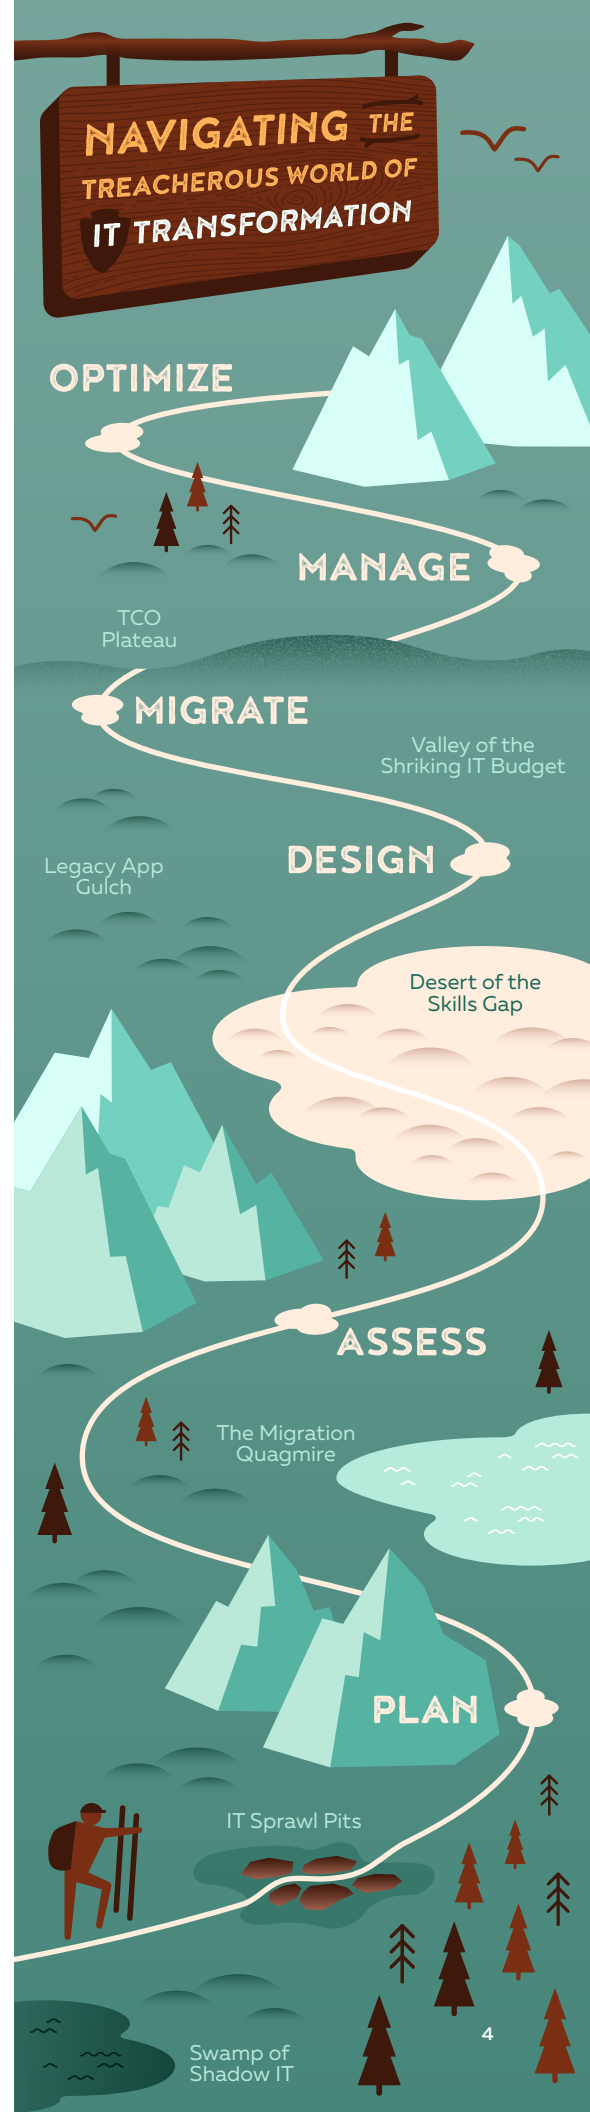 NAVIGATING THE
TREACHEROUS WORLD OF
IT TRANSFORMATION
OPTIMIZE
MANAGE
TCO
Plateau
MIGRATE
Valley of the
Shriking IT Budget
DESIGN
Legacy App
Gulch
Desert of the
Skills Gap
ASSESS
The Migration
Quagmire
PLAN
IT Sprawl Pits
4
Swamp of
Shadow IT